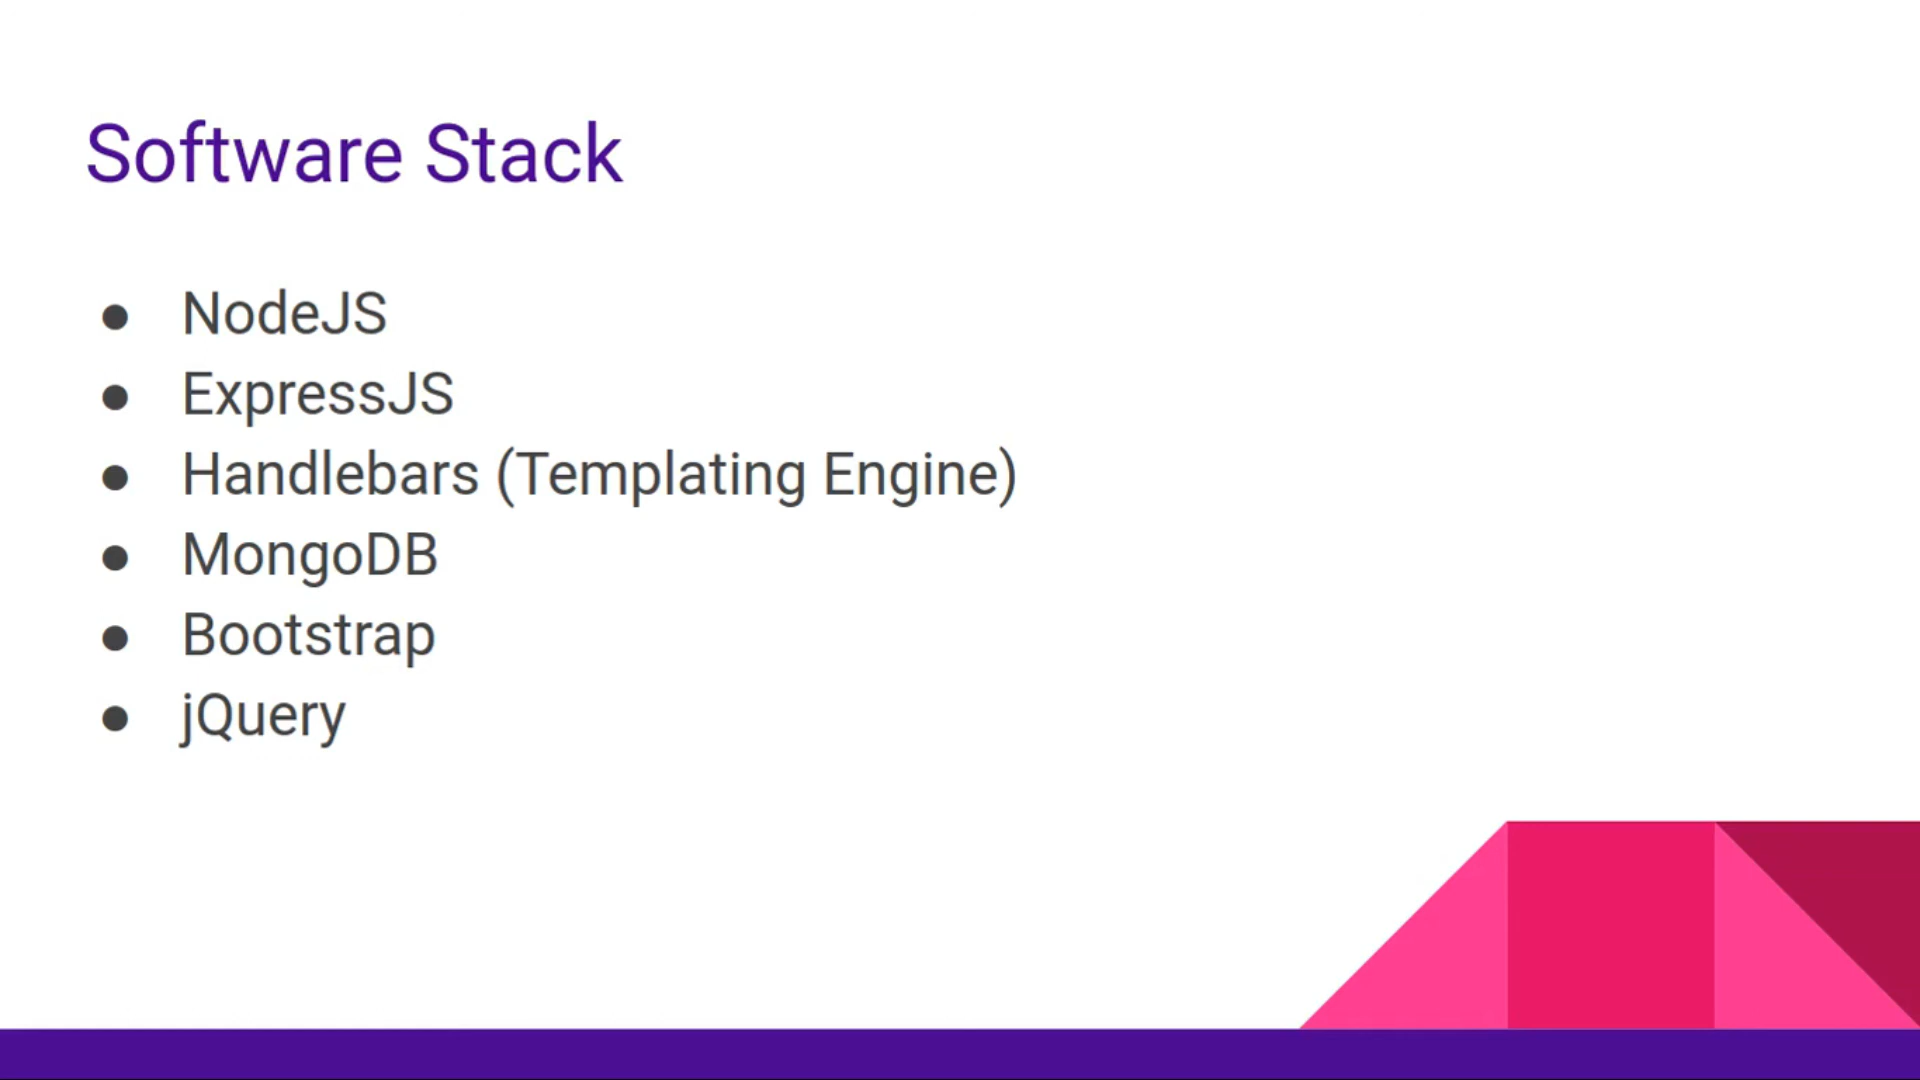 Software Stack
● NodeJS
● ExpressJS
● Handlebars (Templating Engine)
● MongoDB
● Bootstrap
● jQuery